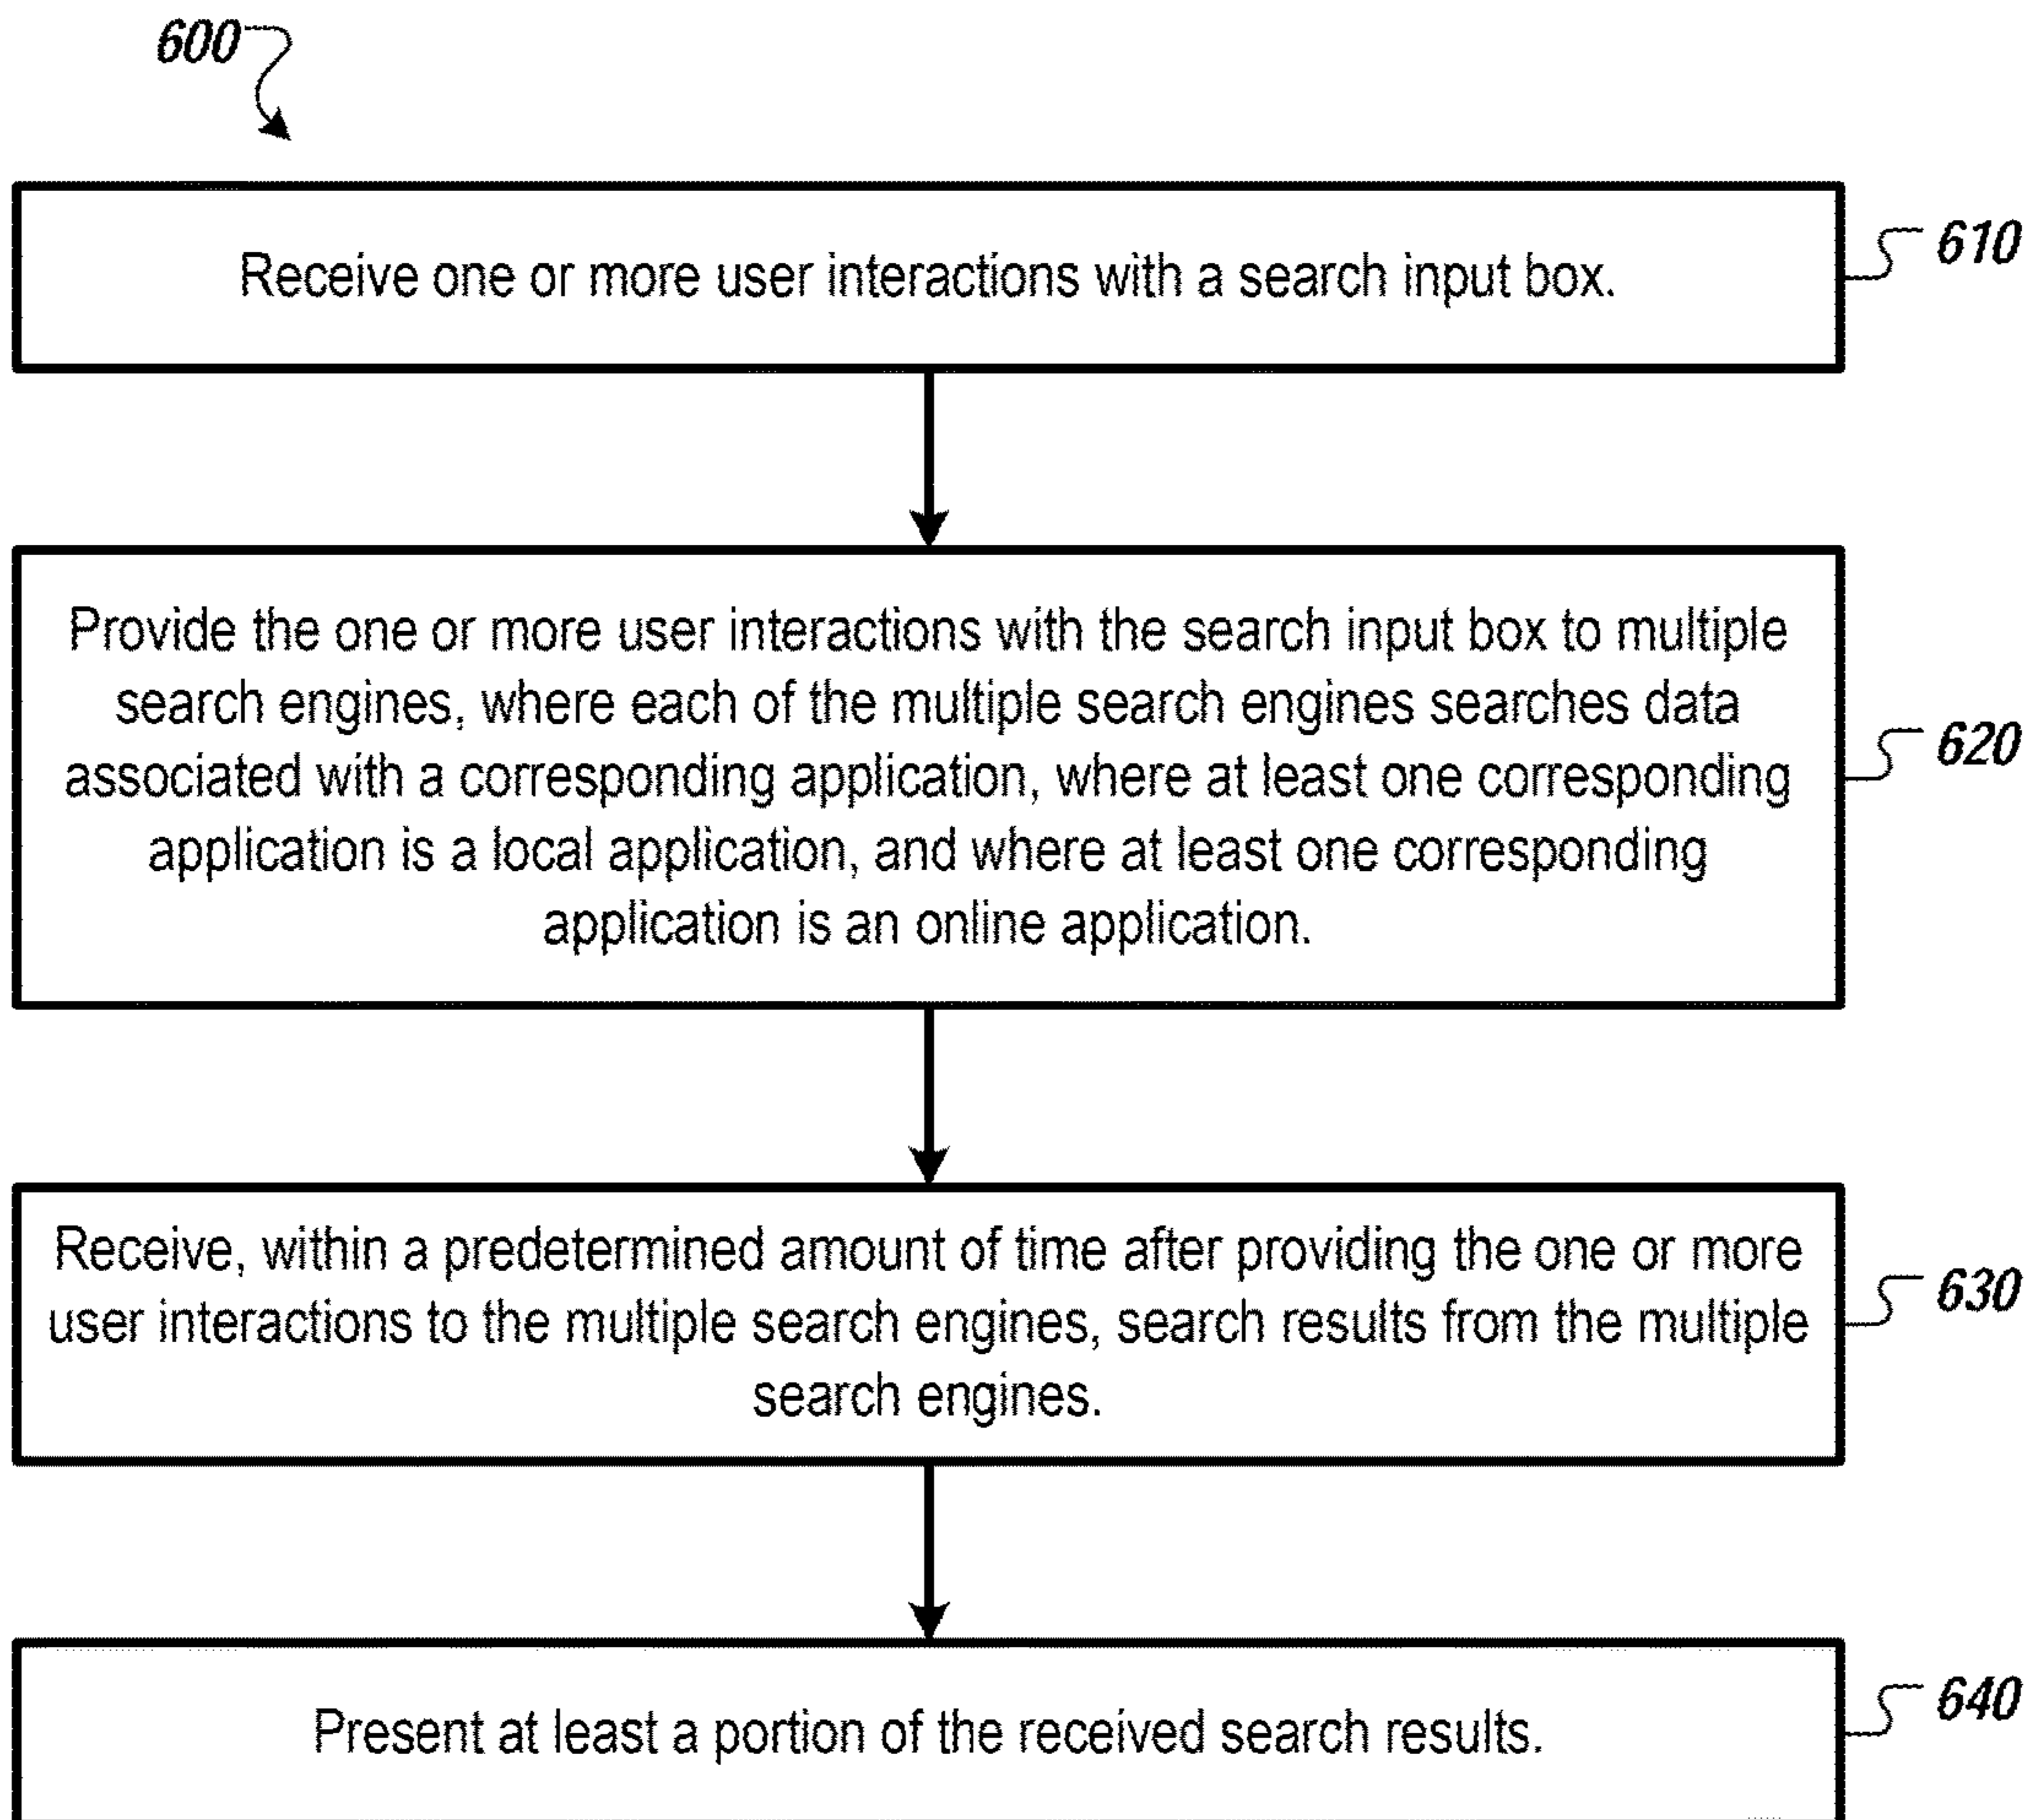 600
Receive one or more user interactions with a search input box.
610
Provide the one or more user interactions with the search input box to multiple
search engines, where each of the multiple search engines searches data
associated with a corresponding application, where at least one corresponding
application is a local application, and where at least one corresponding
application is an online application.
620
Receive, within a predetermined amount of time after providing the one or more
user interactions to the multiple search engines, search results from the multiple
search engines.
630
Present at least a portion of the received search results.
640